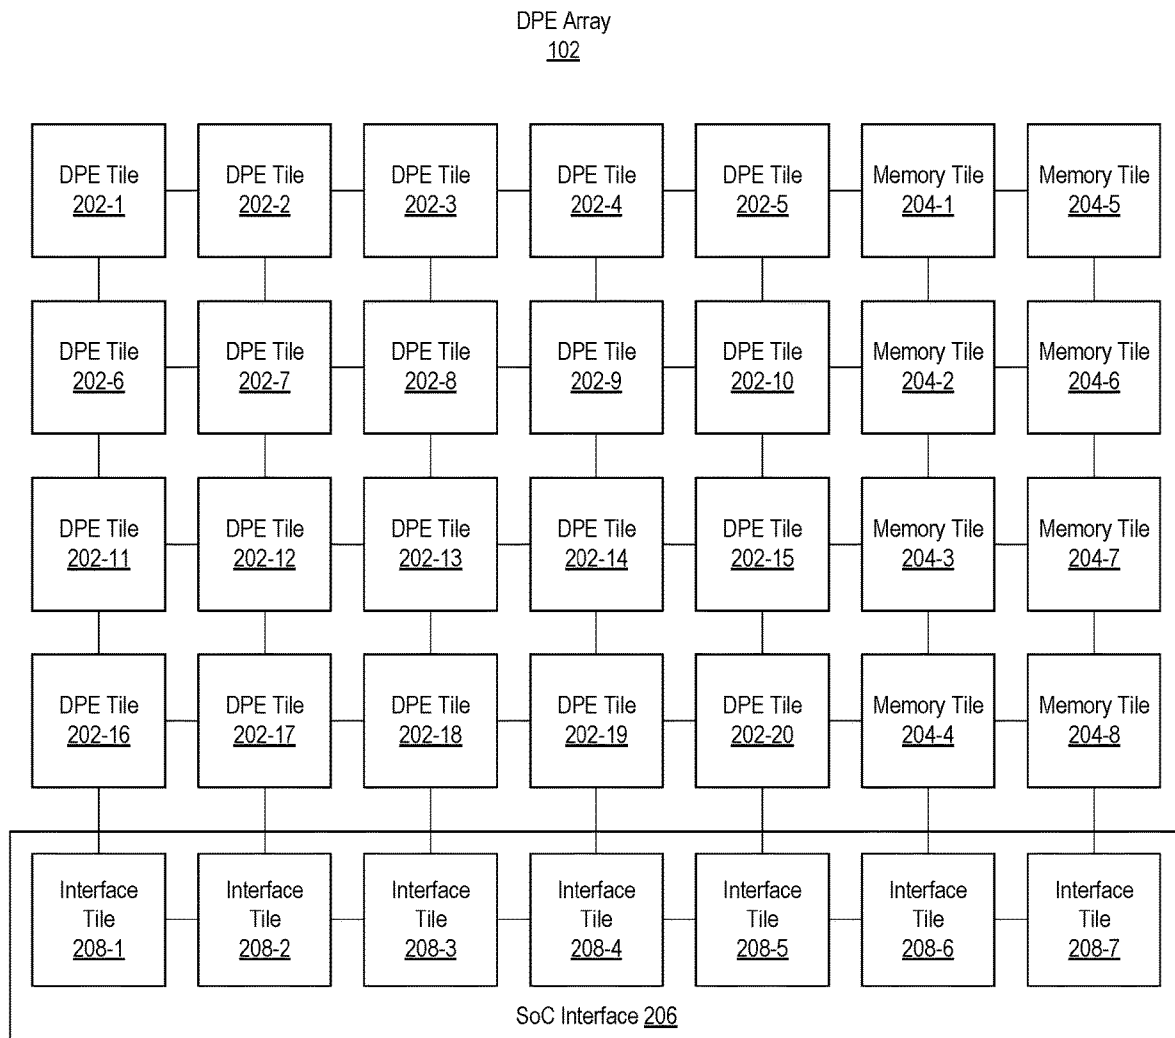 DPE Array
102
DPE Tile
202-1
DPE Tile
202-2
DPE Tile
202-3
DPE Tile
202-4
DPE Tile
202-5
Memory Tile
204-1
Memory Tile
204-5
DPE Tile
202-6
DPE Tile
202-7
DPE Tile
202-8
DPE Tile
202-9
DPE Tile
202-10
Memory Tile
204-2
Memory Tile
204-6
DPE Tile
202-11
DPE Tile
202-12
DPE Tile
202-13
DPE Tile
202-14
DPE Tile
202-15
Memory Tile
204-3
Memory Tile
204-7
DPE Tile
202-16
DPE Tile
202-17
DPE Tile
202-18
DPE Tile
202-19
DPE Tile
202-20
Memory Tile
204-4
Memory Tile
204-8
Interface
Tile
208-1
Interface
Tile
208-2
Interface
Tile
208-3
Interface
Tile
208-4
Interface
Tile
208-5
Interface
Tile
208-6
Interface
Tile
208-7
SoC Interface 206